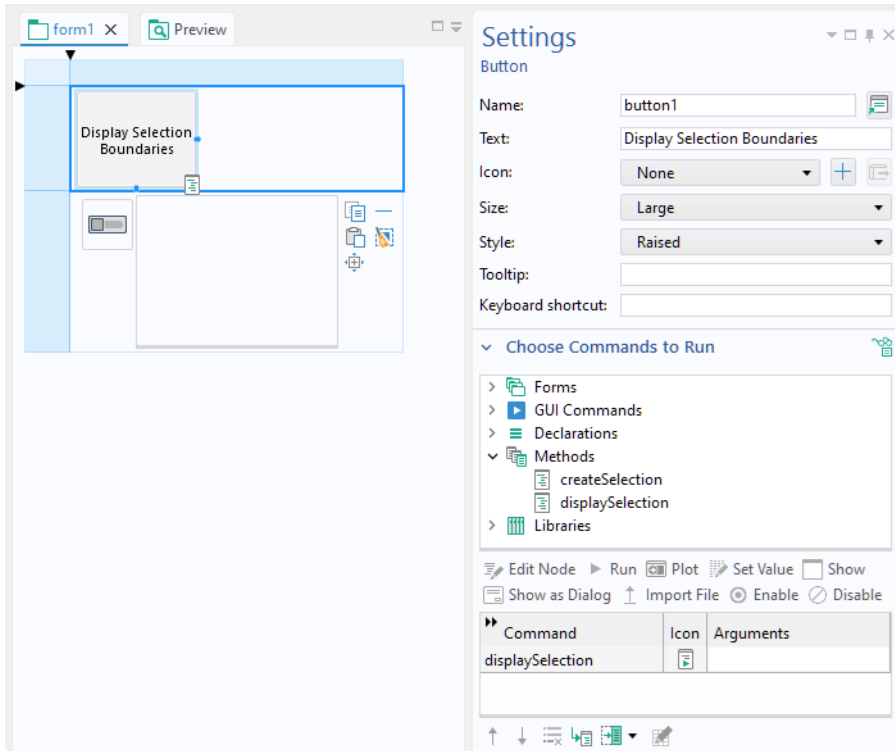 form1
Preview
Display Selection
Boundaries
Settings
Button
Name:
button1
Text:
Display Selection Boundaries
Icon:
None
Size:
Large
Style:
Raised
Tooltip:
Keyboard shortcut:
Choose Commands to Run
Forms
GUI Commands
Declarations
Methods
createSelection
displaySelection
Libraries
Edit Node Run Plot Set Value Show
Show as Dialog Import File Enable Disable
Command Icon Arguments
displaySelection